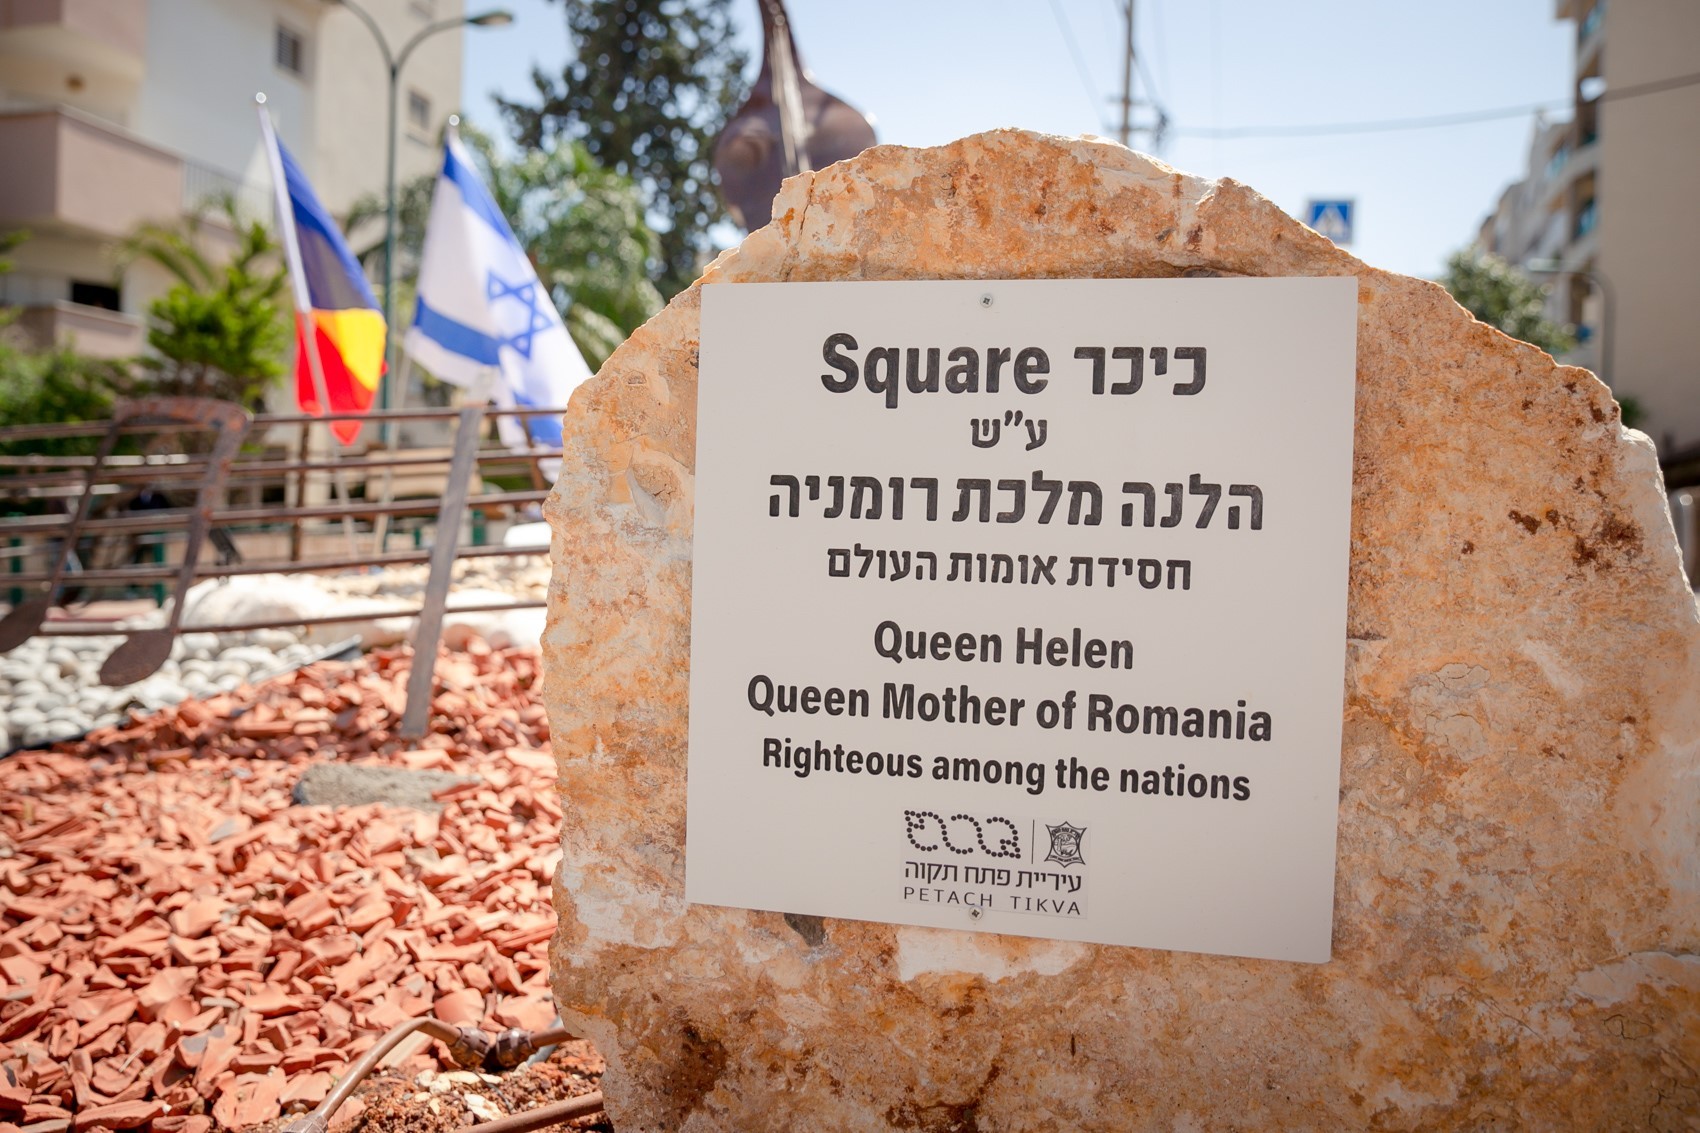 Square כיכר
ע"ש
הלנה מלכת רומניה
חסידת אומות העולם
Queen Helen
Queen Mother of Romania
Righteous among the nations
עיריית פתח תקוה
PETACH TIKVA